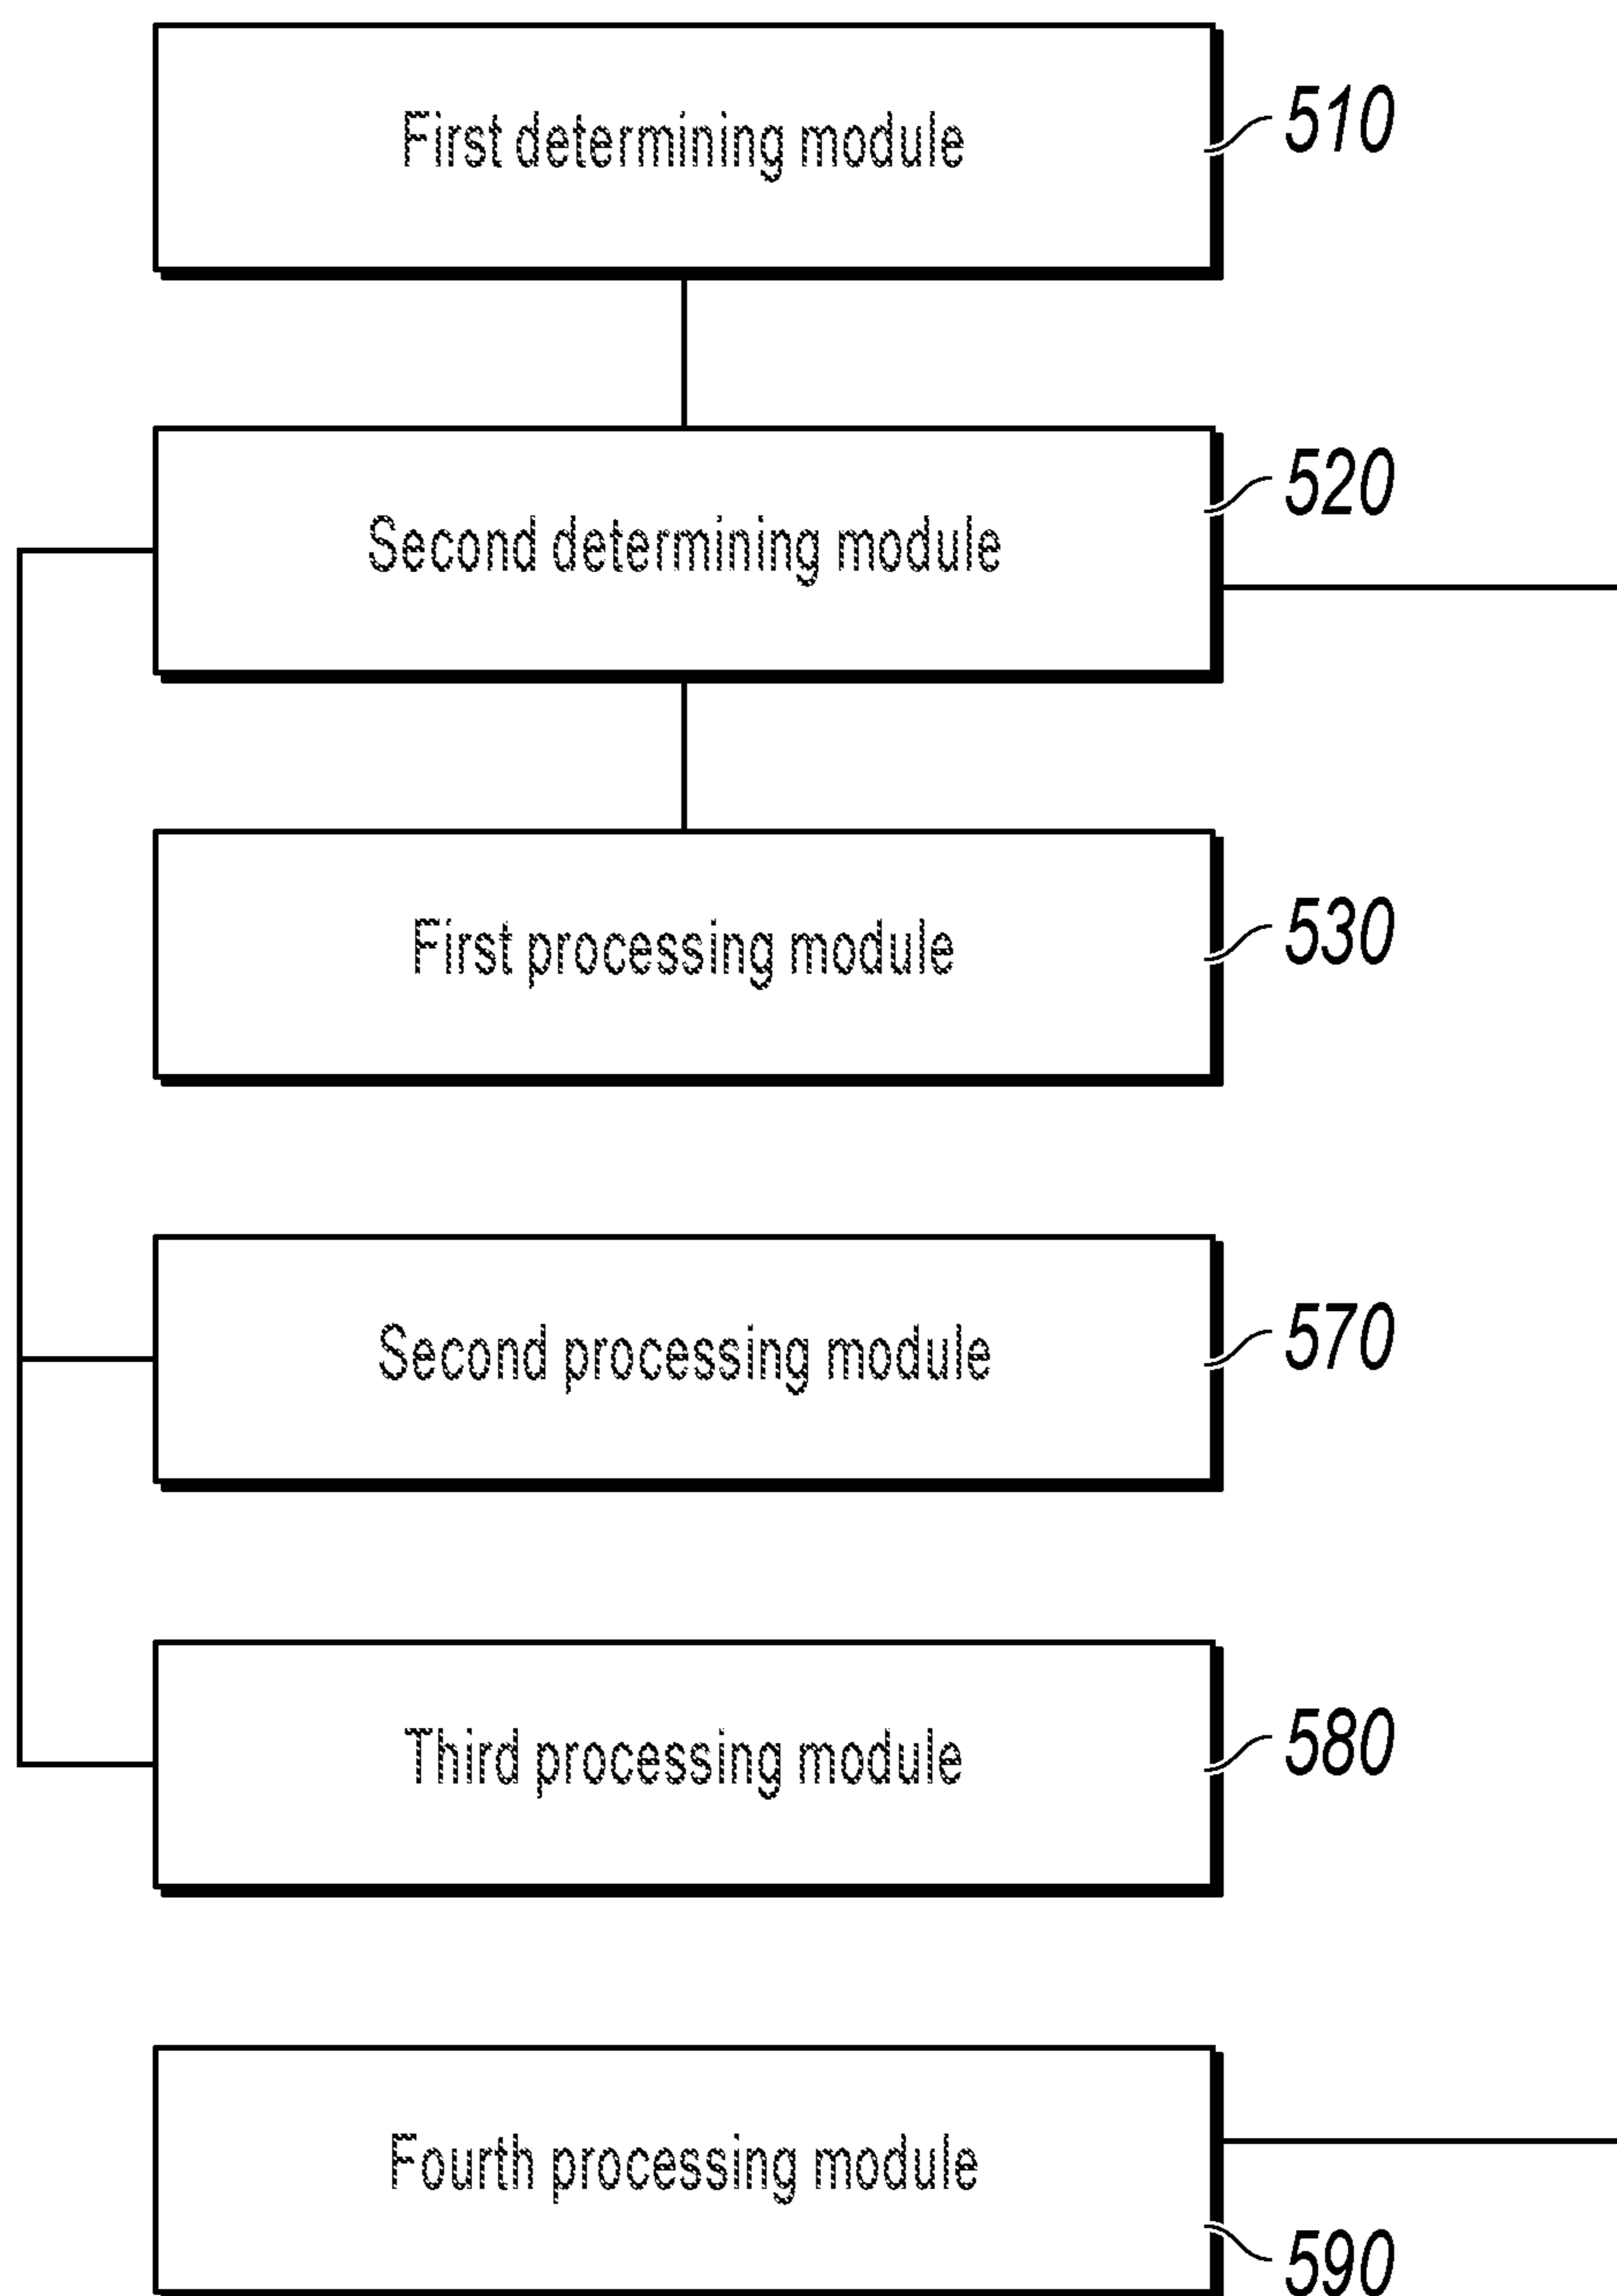 First determining module
510
Second determining module
520
First processing module
530
Second processing module
570
Third processing module
580
Fourth processing module
590